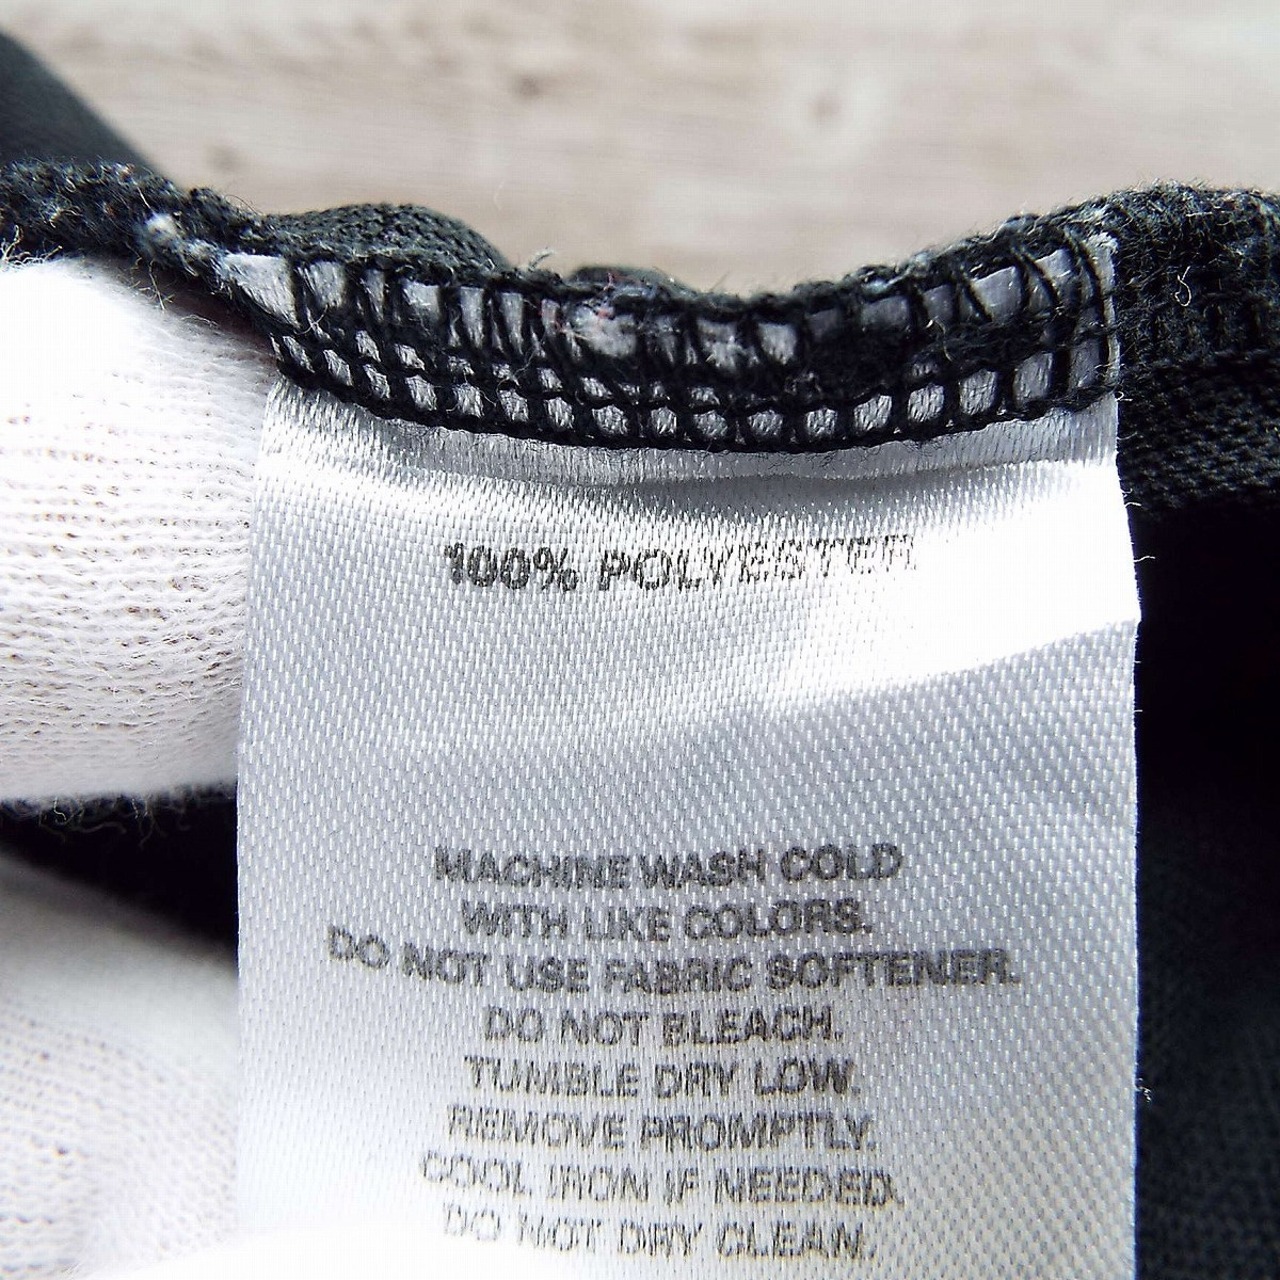 100% POLYESTER
MACHINE WASH COLD
WITH LIKE COLORS.
DO NOT USE FABRIC SOFTENER.
DO NOT BLEACH.
TUMBLE DRY LOW.
REMOVE PROMPTLY.
COOL IRON IF NEEDED.
DO NOT DRY CLEAN.